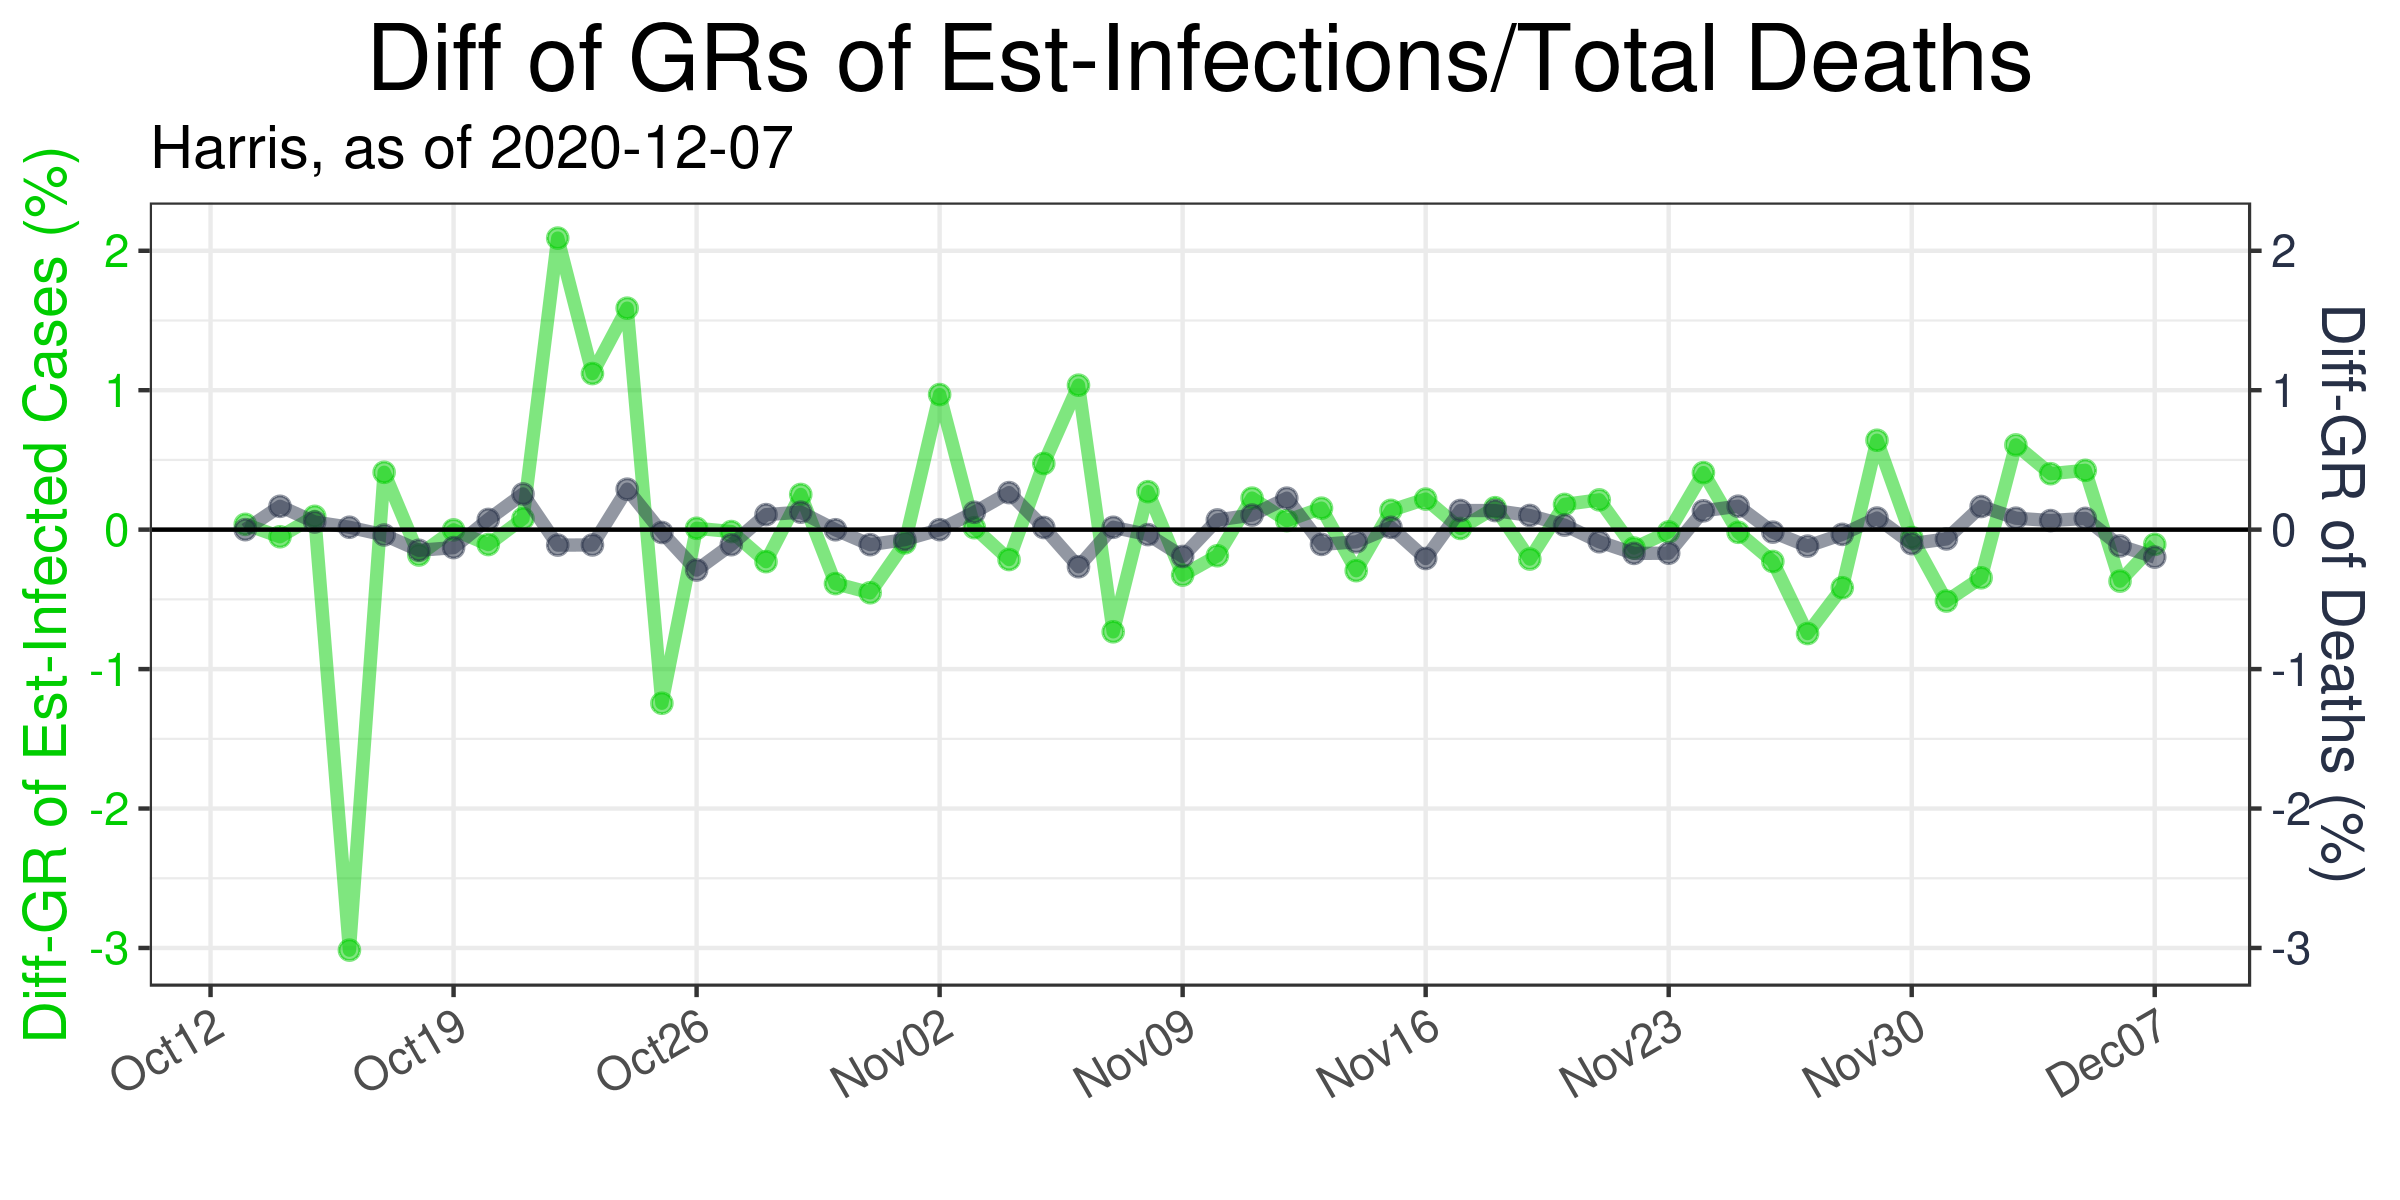 Diff of GRs of Est-Infections/Total Deaths
Harris, as of 2020-12-07
Diff-GR of Est-Infected Cases (%)
2
1
0
-1
-2
-3
2
1
0
-1
-2
-3
Diff-GR of Deaths (%)
Oct12
Oct19
Oct26
Nov02
Nov09
Nov16
Nov23
Nov30
Dec07